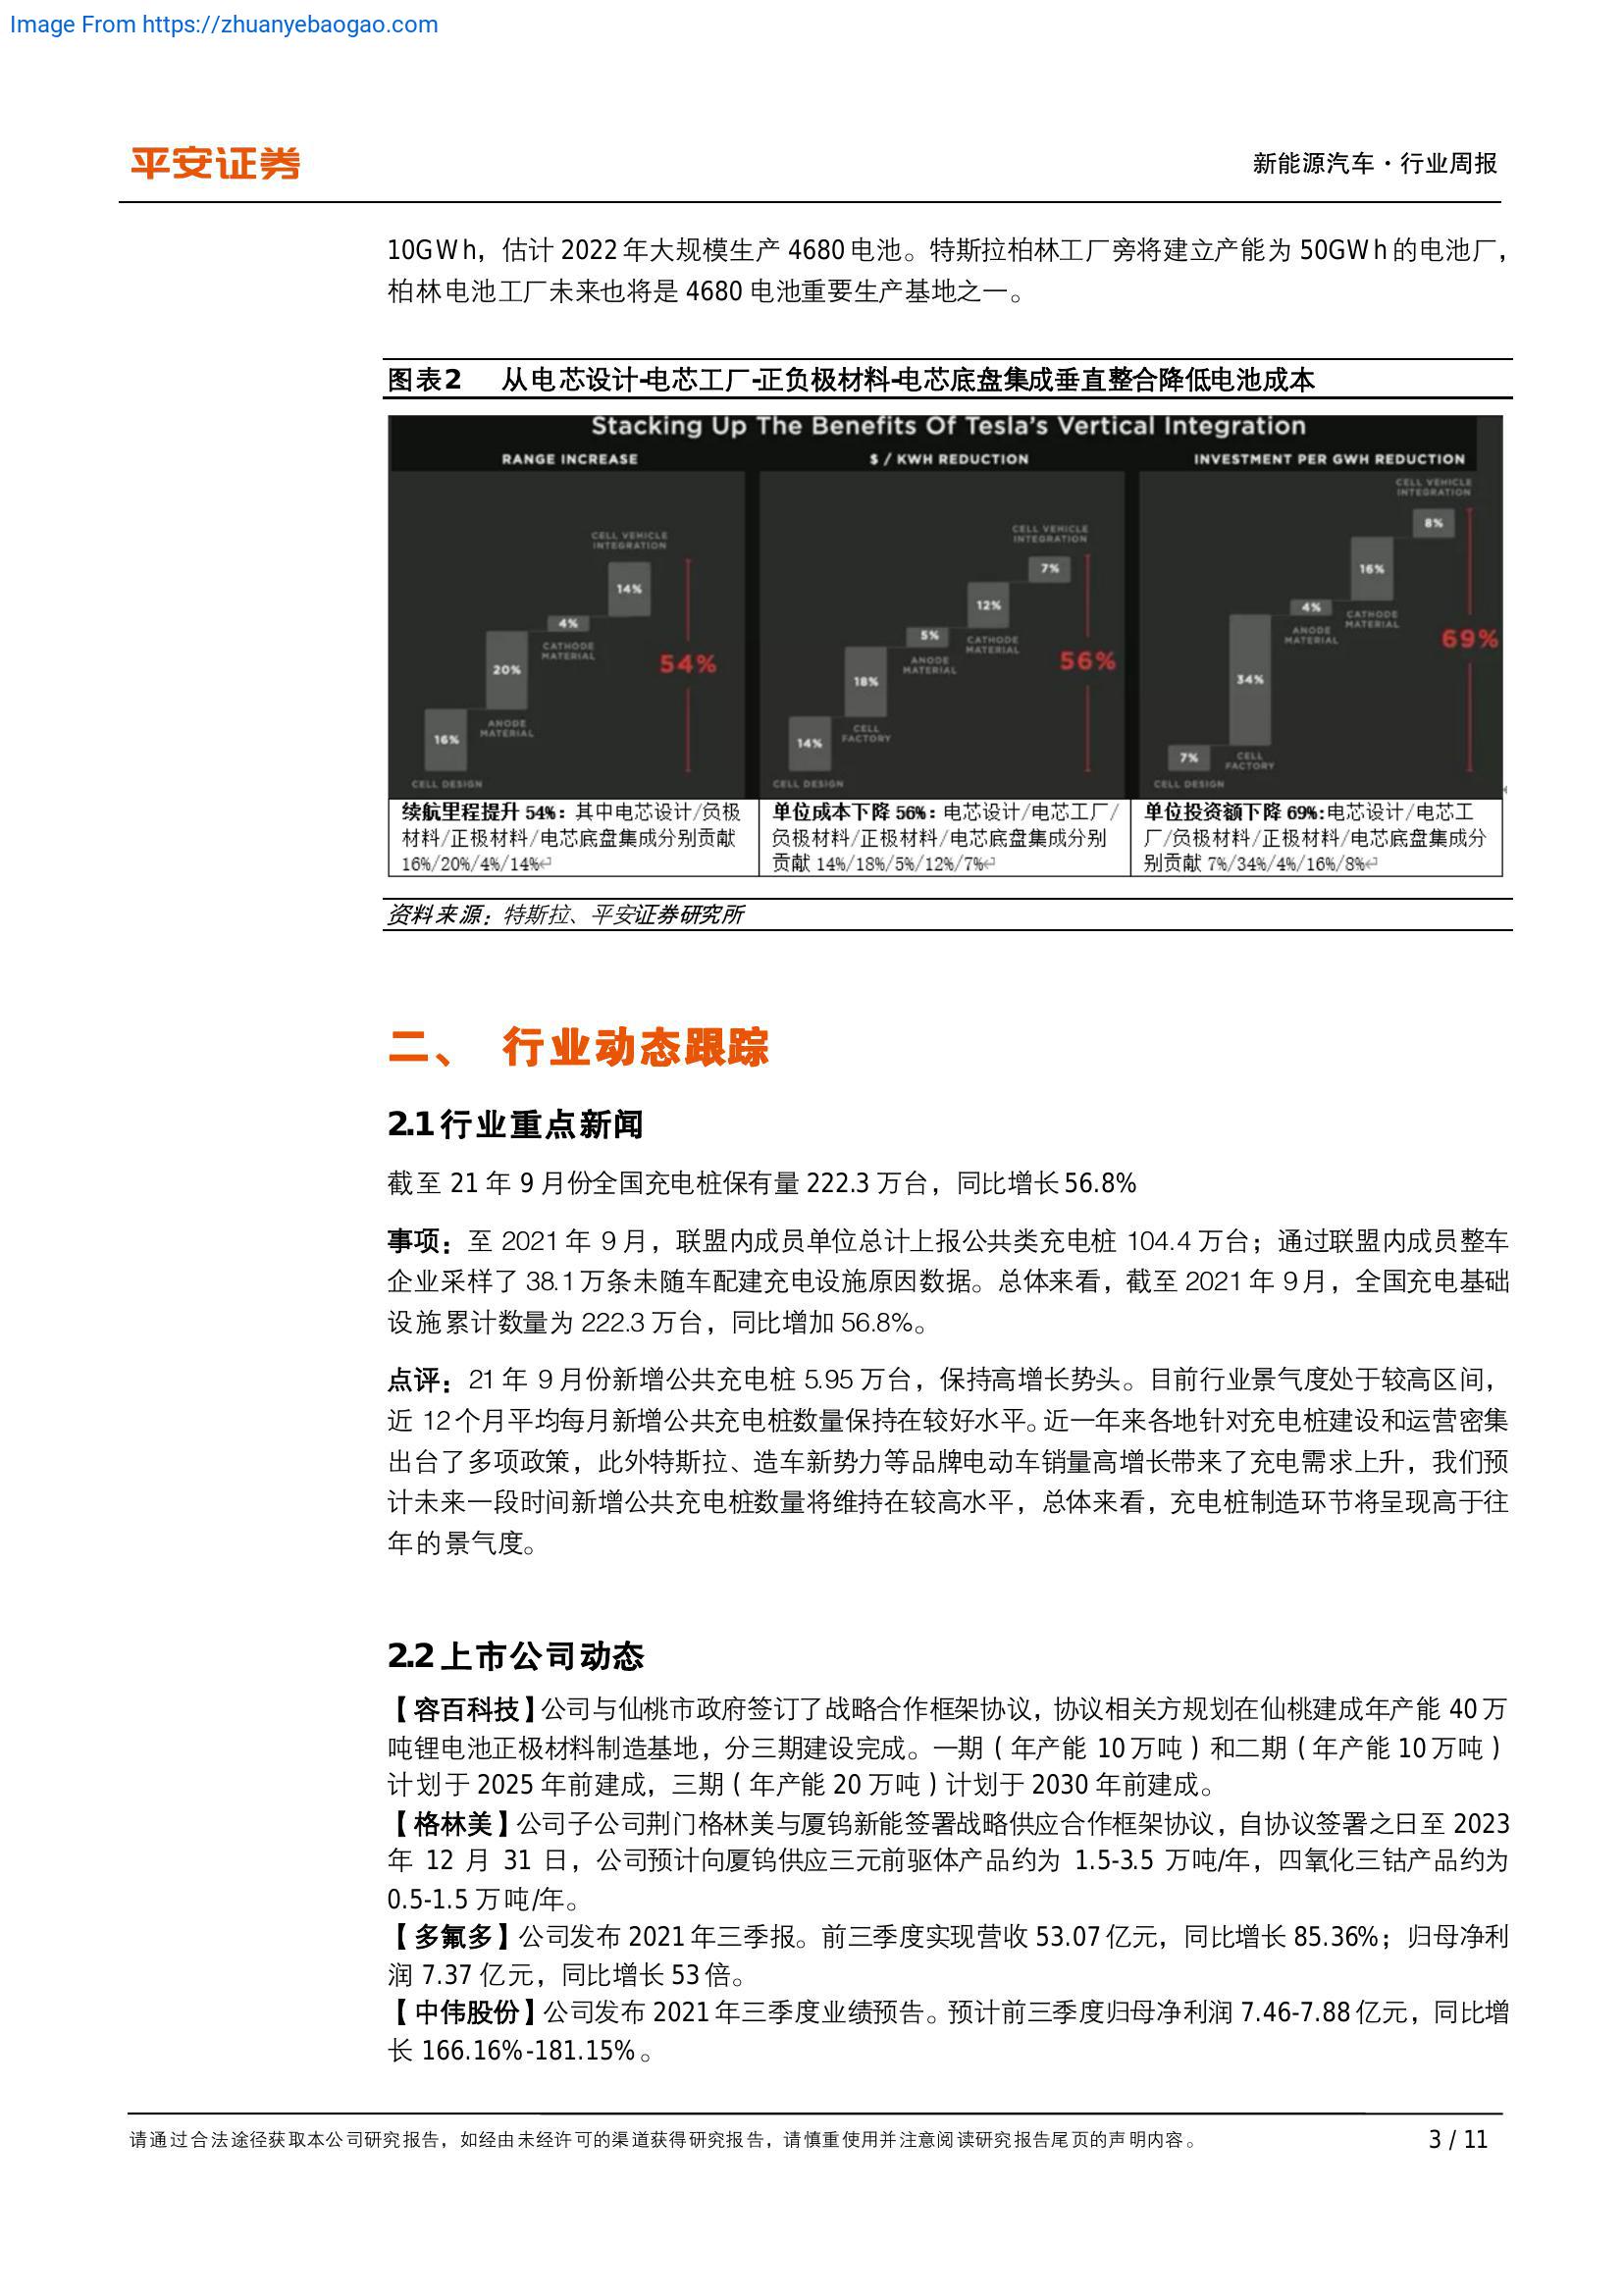 Image From https://zhuanyebaogao.com
平安证券
新能源汽车·行业周报
10GWh，估计 2022 年大规模生产 4680 电池。特斯拉柏林工厂旁将建立产能为 50GWh 的电池厂，
柏林电池工厂未来也将是 4680 电池重要生产基地之一。
图表2 从电芯设计-电芯工厂-正负极材料-电芯底盘集成垂直整合降低电池成本
Stacking Up The Benefits Of Tesla's Vertical Integration
RANGE INCREASE
CELL VEHICLE
INTEGRATION
14%
4%
CATHODE
MATERIAL
20%
54%
ANODE
MATERIAL
16%
CELL DESIGN
$ / KWH REDUCTION
CELL VEHICLE
INTEGRATION
7%
12%
5%
CATHODE
MATERIAL
ANODE
MATERIAL
56%
18%
CELL
FACTORY
14%
CELL DESIGN
INVESTMENT PER GWH REDUCTION
CELL VEHICLE
INTEGRATION
8%
16%
4%
CATHODE
MATERIAL
ANODE
MATERIAL
69%
34%
7%
CELL
FACTORY
CELL DESIGN
续航里程提升 54%：其中电芯设计/负极
材料/正极材料/电芯底盘集成分别贡献
16%/20%/4%/14%↵
单位成本下降 56%：电芯设计/电芯工厂/
负极材料/正极材料/电芯底盘集成分别
贡献 14%/18%/5%/12%/7%↵
单位投资额下降 69%:电芯设计/电芯工
厂/负极材料/正极材料/电芯底盘集成分
别贡献 7%/34%/4%/16%/8%↵
资料来源：特斯拉、平安证券研究所
二、 行业动态跟踪
2.1 行业重点新闻
截至 21 年 9 月份全国充电桩保有量 222.3 万台，同比增长 56.8%
事项：至 2021 年 9 月，联盟内成员单位总计上报公共类充电桩 104.4 万台；通过联盟内成员整车
企业采样了 38.1 万条未随车配建充电设施原因数据。总体来看，截至 2021 年 9 月，全国充电基础
设施累计数量为 222.3 万台，同比增加 56.8%。
点评：21 年 9 月份新增公共充电桩 5.95 万台，保持高增长势头。目前行业景气度处于较高区间，
近 12 个月平均每月新增公共充电桩数量保持在较好水平。近一年来各地针对充电桩建设和运营密集
出台了多项政策，此外特斯拉、造车新势力等品牌电动车销量高增长带来了充电需求上升，我们预
计未来一段时间新增公共充电桩数量将维持在较高水平，总体来看，充电桩制造环节将呈现高于往
年的景气度。
2.2 上市公司动态
【容百科技】公司与仙桃市政府签订了战略合作框架协议，协议相关方规划在仙桃建成年产能 40 万
吨锂电池正极材料制造基地，分三期建设完成。一期（年产能 10 万吨）和二期（年产能 10 万吨）
计划于 2025 年前建成，三期（年产能 20 万吨）计划于 2030 年前建成。
【格林美】公司子公司荆门格林美与厦钨新能签署战略供应合作框架协议，自协议签署之日至 2023
年 12 月 31 日，公司预计向厦钨供应三元前驱体产品约为 1.5-3.5 万吨/年，四氧化三钴产品约为
0.5-1.5 万吨/年。
【多氟多】公司发布 2021 年三季报。前三季度实现营收 53.07 亿元，同比增长 85.36%；归母净利
润 7.37 亿元，同比增长 53 倍。
【中伟股份】公司发布 2021 年三季度业绩预告。预计前三季度归母净利润 7.46-7.88 亿元，同比增
长 166.16%-181.15%。
请通过合法途径获取本公司研究报告，如经由未经许可的渠道获得研究报告，请慎重使用并注意阅读研究报告尾页的声明内容。
3 / 11